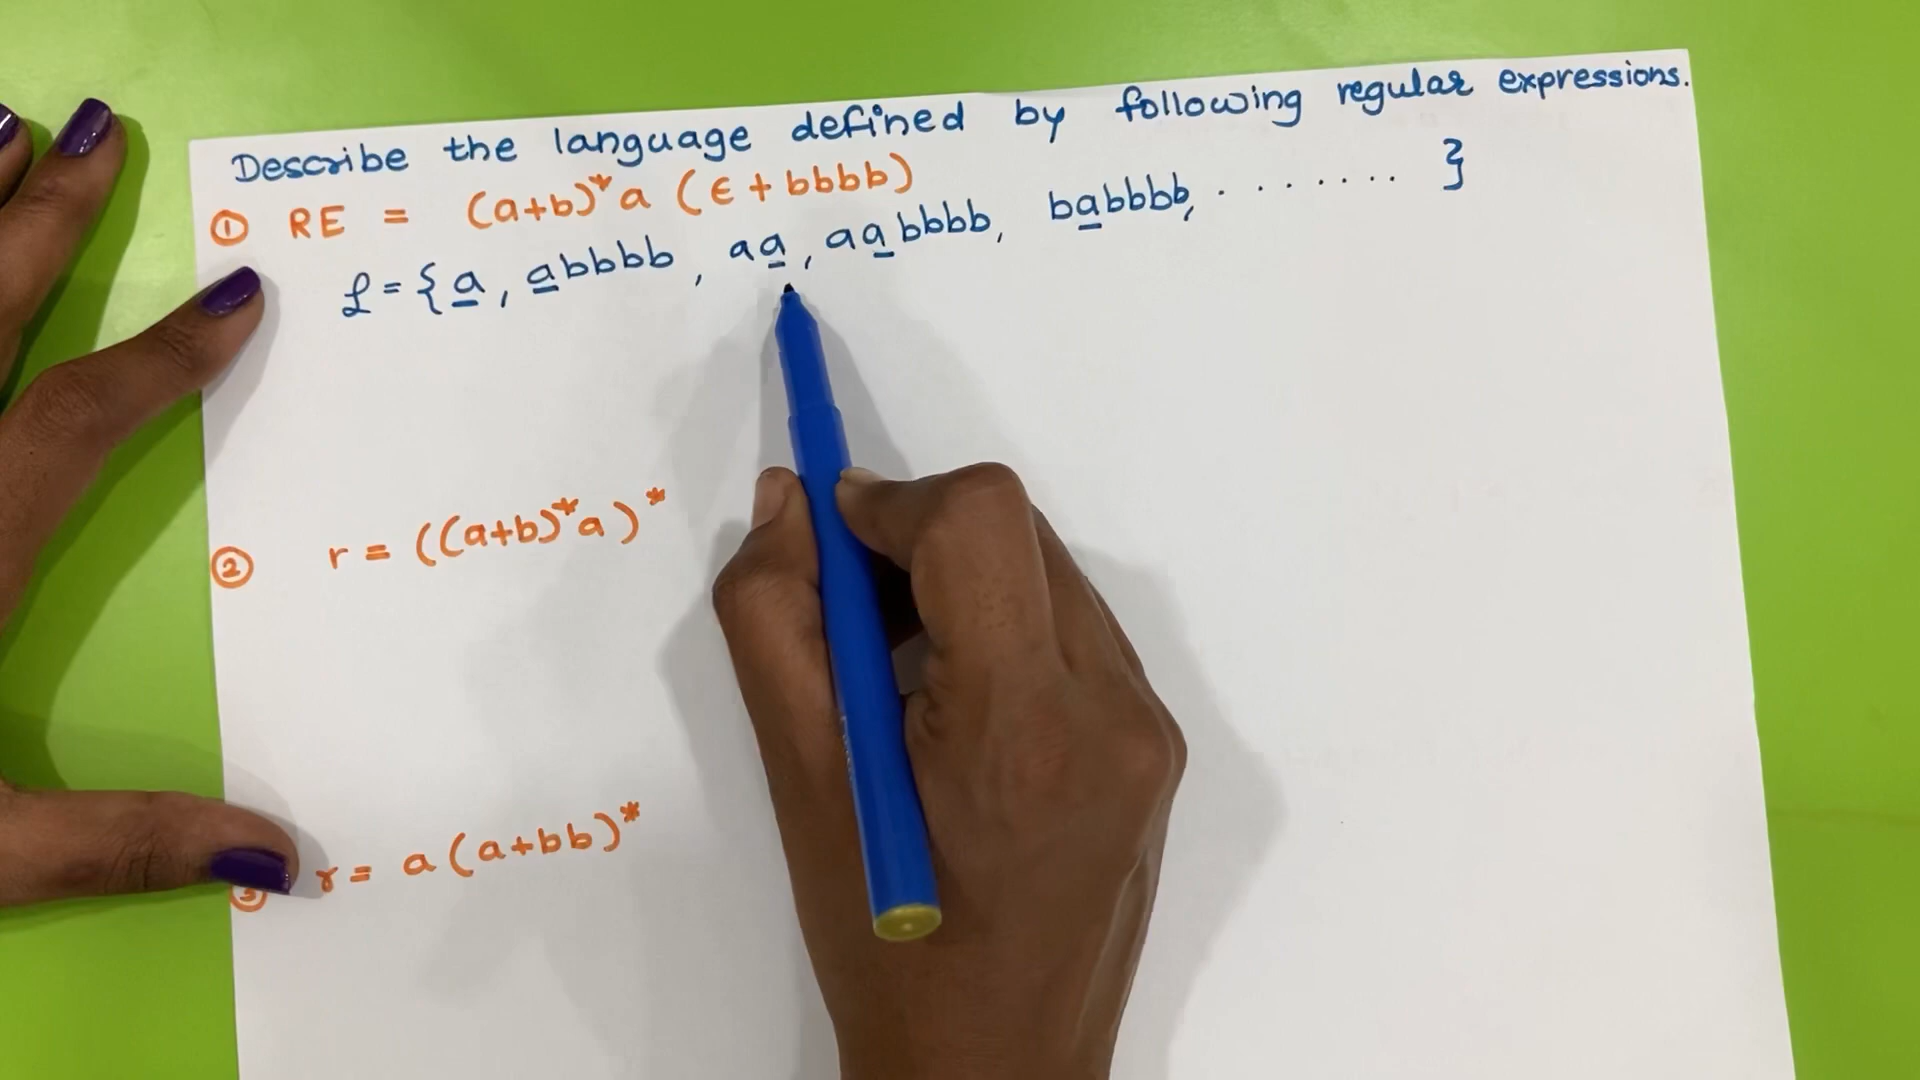 Describe the language defined by following regular expressions.
① RE = (a+b)*a (ϵ + bbbb)
ℒ = {a, abbbb, aa, aabbbb, babbbb, ....... }
② r = ((a+b)*a)*
③ r = a(a+bb)*